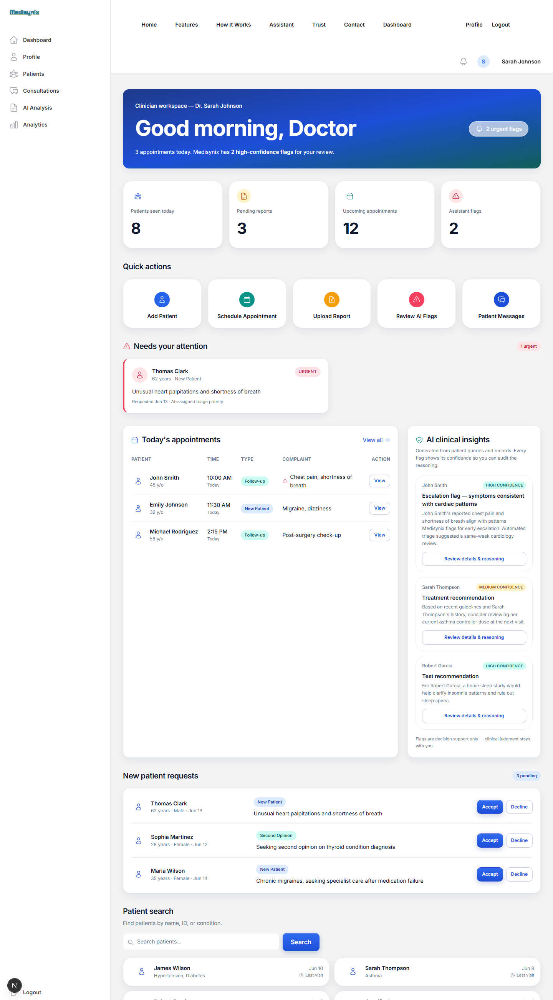 Medisynix
Dashboard
Profile
Patients
Consultations
AI Analysis
Analytics
Logout
Home Features How It Works Assistant Trust Contact Dashboard Profile Logout
S Sarah Johnson
Clinician workspace — Dr. Sarah Johnson
Good morning, Doctor
2 urgent flags
3 appointments today. Medisynix has 2 high-confidence flags for your review.
Patients seen today
8
Pending reports
3
Upcoming appointments
12
Assistant flags
2
Quick actions
Add Patient
Schedule Appointment
Upload Report
Review AI Flags
Patient Messages
Needs your attention
1 urgent
Thomas Clark
62 years · New Patient
URGENT
Unusual heart palpitations and shortness of breath
Requested Jun 13 · AI-assigned triage priority
Today's appointments
View all →
PATIENT TIME TYPE COMPLAINT ACTION
John Smith
45 y/o
10:00 AM
Today
Follow-up
Chest pain, shortness of
breath
View
Emily Johnson
32 y/o
11:30 AM
Today
New Patient
Migraine, dizziness
View
Michael Rodriguez
58 y/o
2:15 PM
Today
Follow-up
Post-surgery check-up
View
AI clinical insights
Generated from patient queries and records. Every
flag shows its confidence so you can audit the
reasoning.
John Smith
HIGH CONFIDENCE
Escalation flag — symptoms consistent
with cardiac patterns
John Smith's reported chest pain and
shortness of breath align with patterns
Medisynix flags for early escalation. Automated
triage suggested a same-week cardiology
review.
Review details & reasoning
Sarah Thompson
MEDIUM CONFIDENCE
Treatment recommendation
Based on recent guidelines and Sarah
Thompson's history, consider reviewing her
current asthma controller dose at the next visit.
Review details & reasoning
Robert Garcia
HIGH CONFIDENCE
Test recommendation
For Robert Garcia, a home sleep study would
help clarify insomnia patterns and rule out
sleep apnea.
Review details & reasoning
Flags are decision support only — clinical judgment stays
with you.
New patient requests
3 pending
Thomas Clark
62 years · Male · Jun 13
New Patient
Unusual heart palpitations and shortness of breath
Accept
Decline
Sophia Martinez
28 years · Female · Jun 12
Second Opinion
Seeking second opinion on thyroid condition diagnosis
Accept
Decline
Maria Wilson
35 years · Female · Jun 14
New Patient
Chronic migraines, seeking specialist care after medication failure
Accept
Decline
Patient search
Find patients by name, ID, or condition.
Search patients...
Search
James Wilson
Hypertension, Diabetes
Jun 10
Last visit
Sarah Thompson
Asthma
Jun 8
Last visit
N